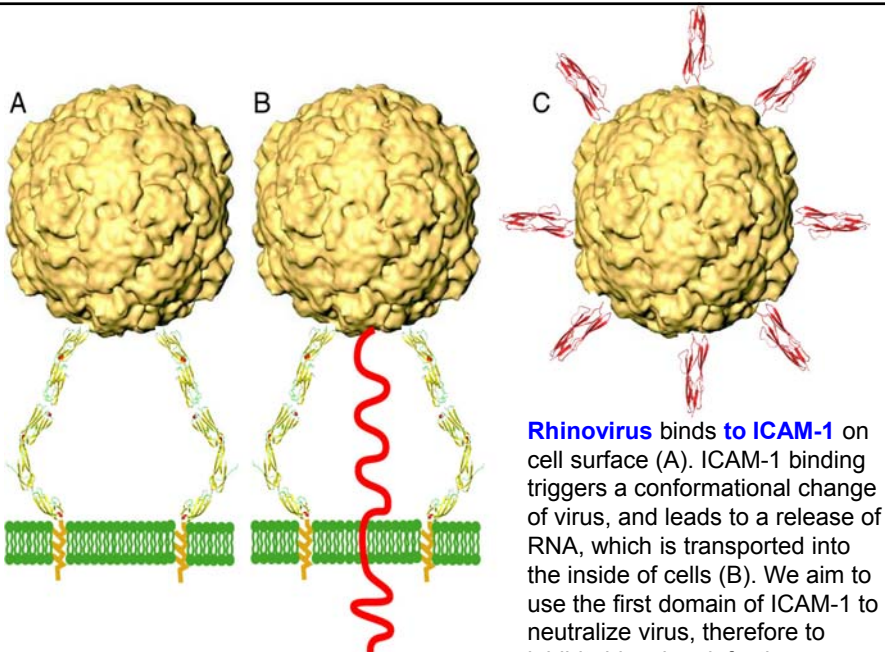 A
B
C
Rhinovirus binds to ICAM-1 on
cell surface (A). ICAM-1 binding
triggers a conformational change
of virus, and leads to a release of
RNA, which is transported into
the inside of cells (B). We aim to
use the first domain of ICAM-1 to
neutralize virus, therefore to